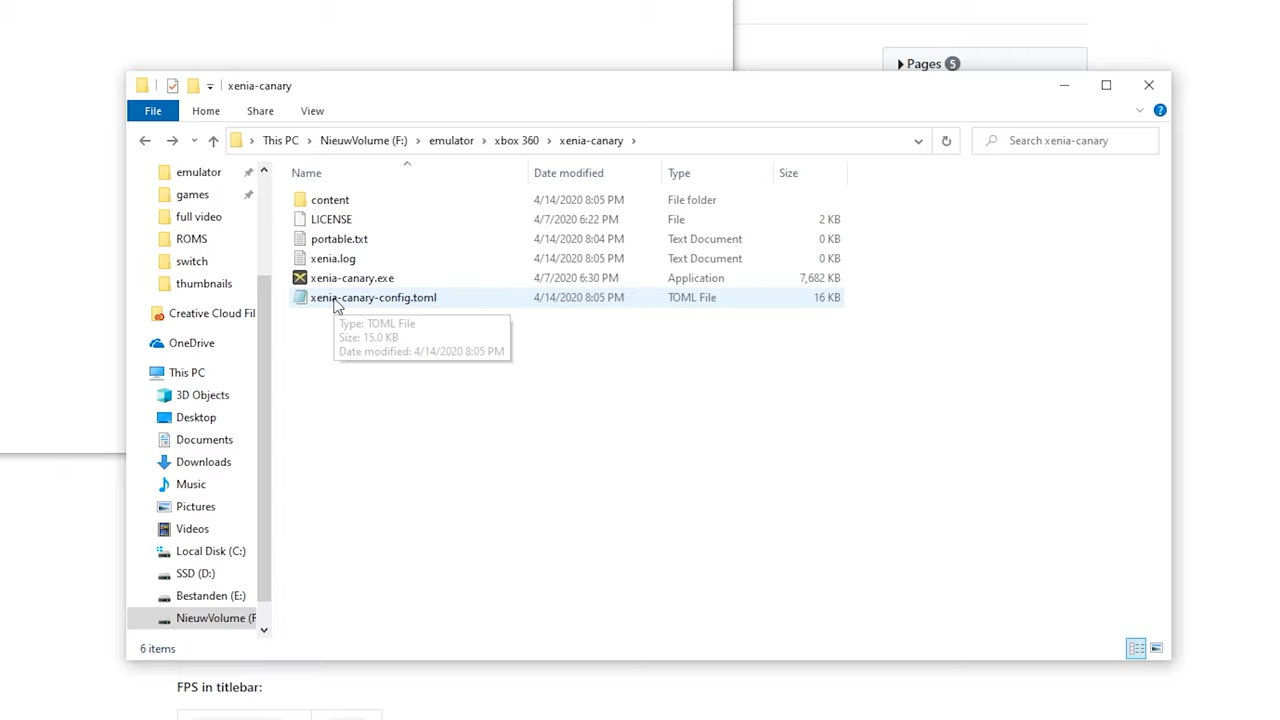 Pages 5
xenia-canary
File Home Share View
This PC > NieuwVolume (F:) > emulator > xbox 360 > xenia-canary >
Search xenia-canary
Name Date modified Type Size
emulator
games
full video
ROMS
switch
thumbnails
Creative Cloud Fil
OneDrive
This PC
3D Objects
Desktop
Documents
Downloads
Music
Pictures
Videos
Local Disk (C:)
SSD (D:)
Bestanden (E:)
NieuwVolume (F
content 4/14/2020 8:05 PM File folder
LICENSE 4/7/2020 6:22 PM File 2 KB
portable.txt 4/14/2020 8:04 PM Text Document 0 KB
xenia.log 4/14/2020 8:05 PM Text Document 0 KB
xenia-canary.exe 4/7/2020 6:30 PM Application 7,682 KB
xenia-canary-config.toml 4/14/2020 8:05 PM TOML File 16 KB
Type: TOML File
Size: 15.0 KB
Date modified: 4/14/2020 8:05 PM
6 items
FPS in titlebar: